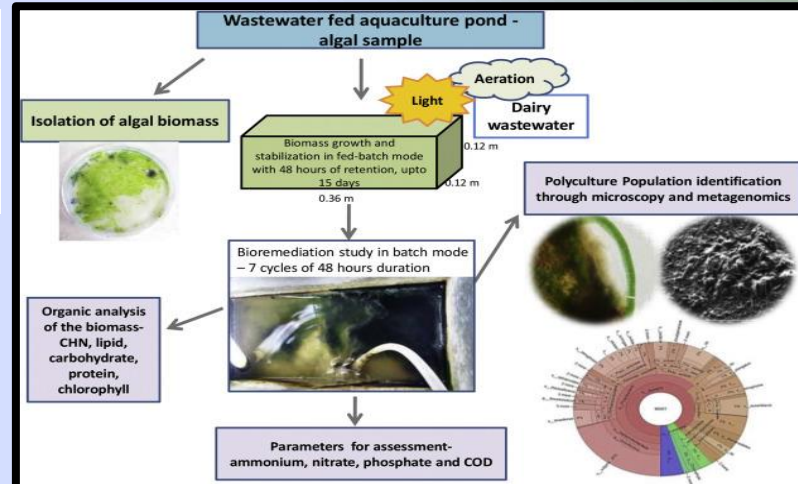 Wastewater fed aquaculture pond -
algal sample
Isolation of algal biomass
Light
Aeration
Dairy
wastewater
Biomass growth and
stabilization in fed-batch mode
with 48 hours of retention, upto
15 days
0.12 m
0.12 m
0.36 m
Polyculture Population identification
through microscopy and metagenomics
Bioremediation study in batch mode
– 7 cycles of 48 hours duration
Organic analysis
of the biomass-
CHN, lipid,
carbohydrate,
protein,
chlorophyll
Parameters for assessment-
ammonium, nitrate, phosphate and COD